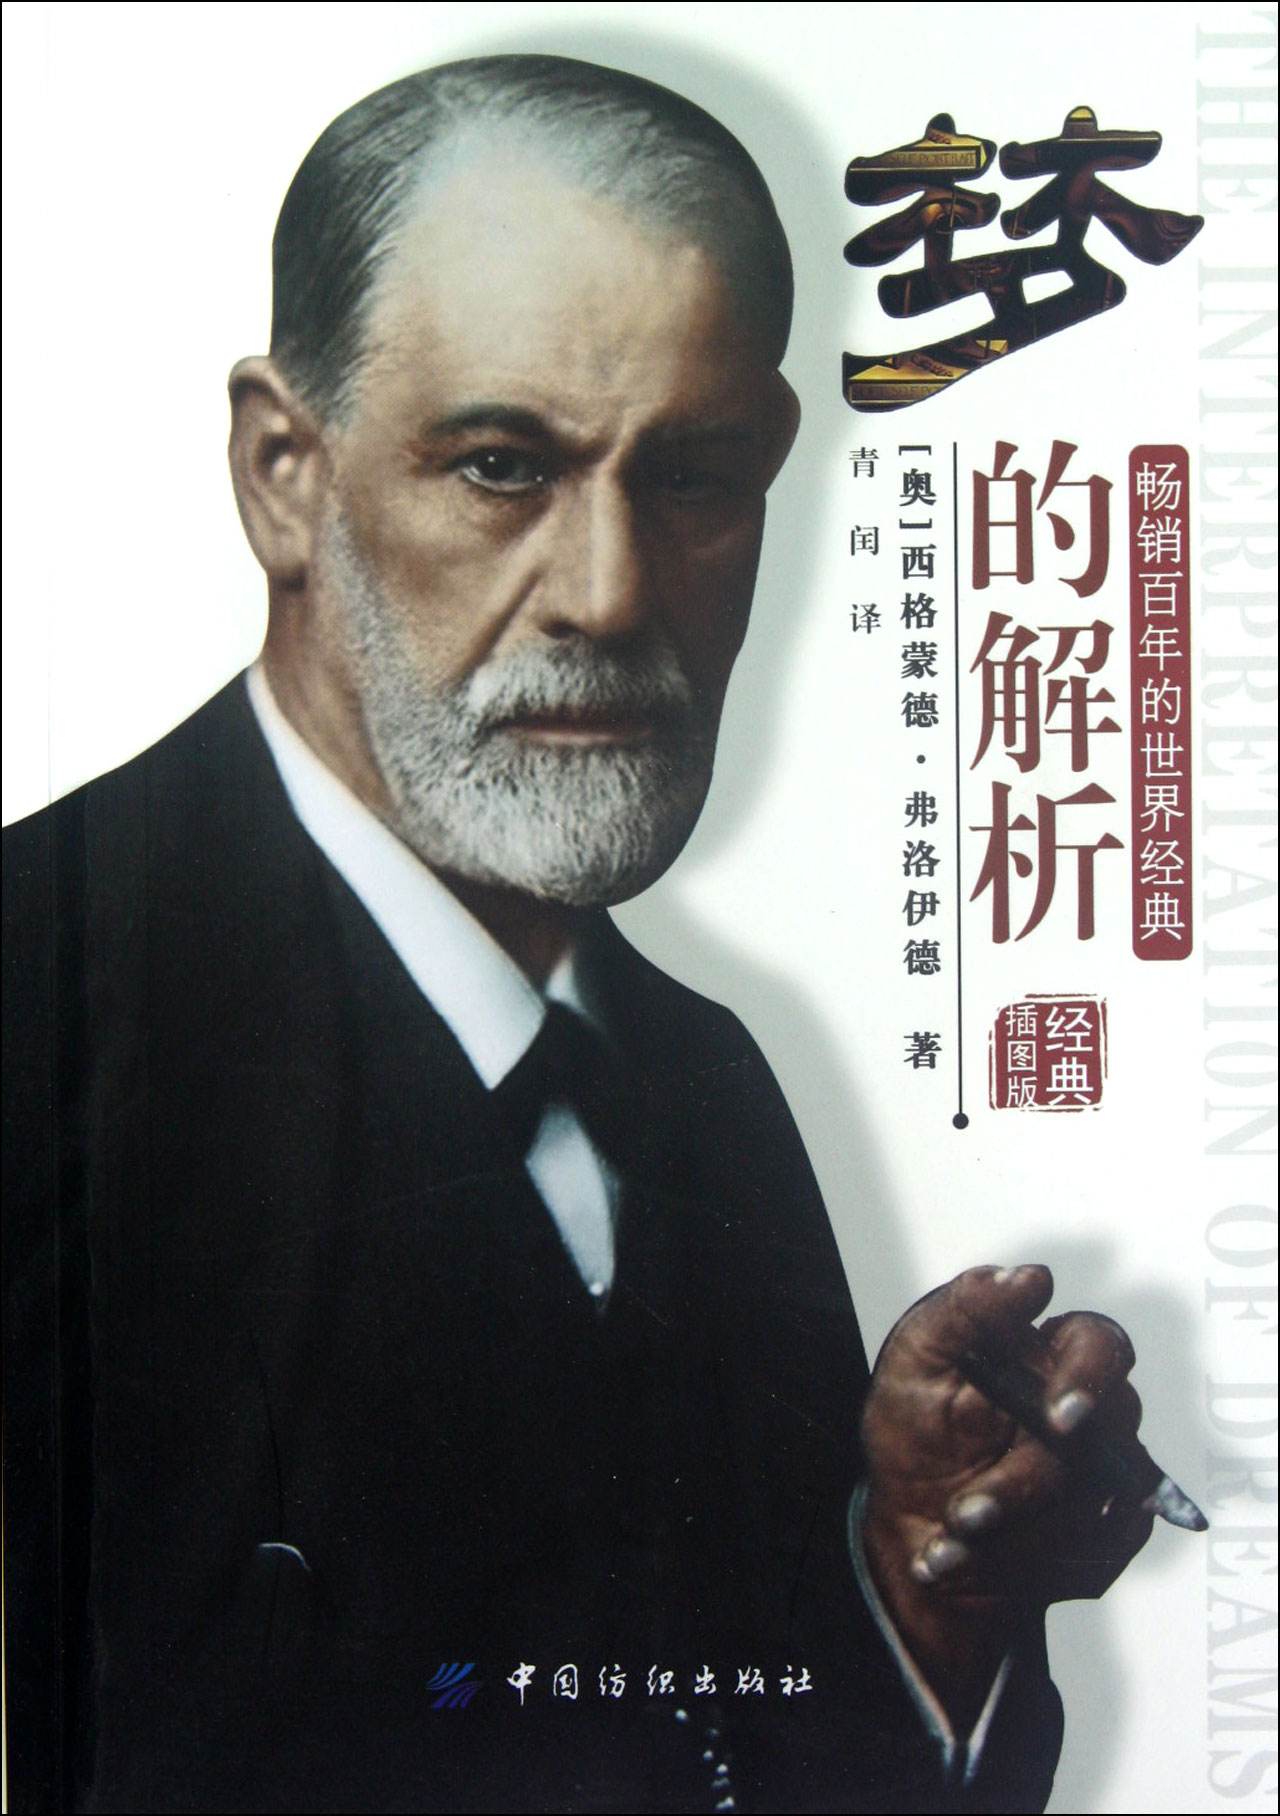 THE INTERPRETATION OF DREAMS
畅销百年的世界经典
梦
的解析
经典
插图版
[奥]西格蒙德·弗洛伊德 著
青闰 译
中国纺织出版社